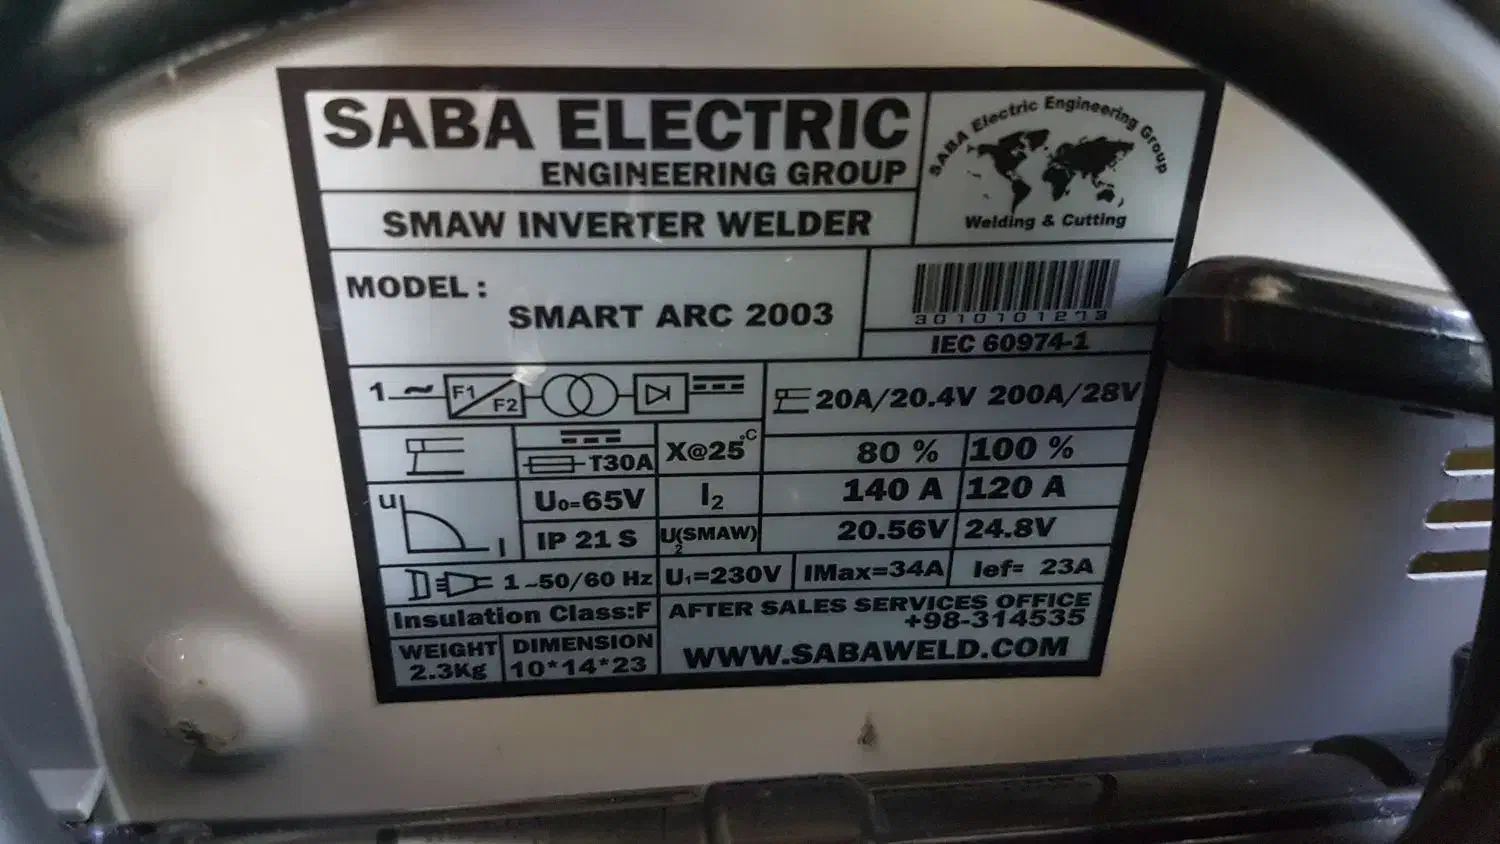 SABA ELECTRIC
ENGINEERING GROUP
SABA Electric Engineering Group
Welding & Cutting
SMAW INVERTER WELDER
MODEL :
SMART ARC 2003
3010101273
IEC 60974-1
1 ~ F1 F2
20A/20.4V 200A/28V
T30A
X@25°C
80 % 100 %
U I
U₀=65V
I₂
140 A 120 A
IP 21 S
U₂(SMAW)
20.56V 24.8V
1 ~50/60 Hz
U₁=230V
IMax=34A
Ief= 23A
Insulation Class:F
AFTER SALES SERVICES OFFICE
+98-314535
WEIGHT
2.3Kg
DIMENSION
10*14*23
WWW.SABAWELD.COM